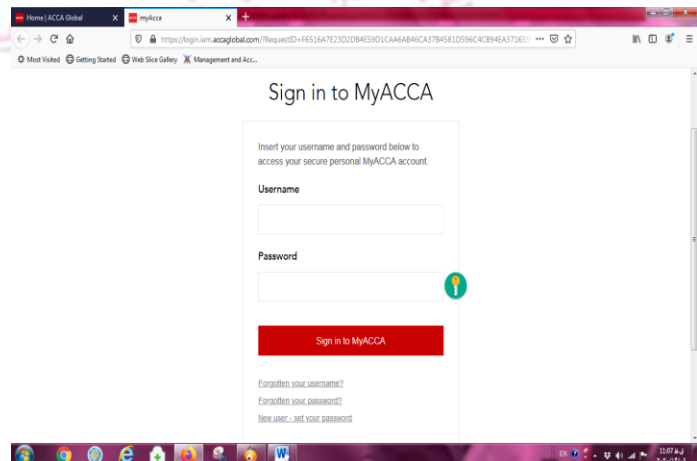 Home | ACCA Global
myAcca
https://login.iam.accaglobal.com/?RequestID=F6516A7E23D2DB4E59D1CAA6AB46CA37B4581D596C4CB94EA37165
Most Visited Getting Started Web Slice Gallery Management and Acc...
Sign in to MyACCA
Insert your username and password below to
access your secure personal MyACCA account.
Username
Password
Sign in to MyACCA
Forgotten your username?
Forgotten your password?
New user - set your password
EN
11:07